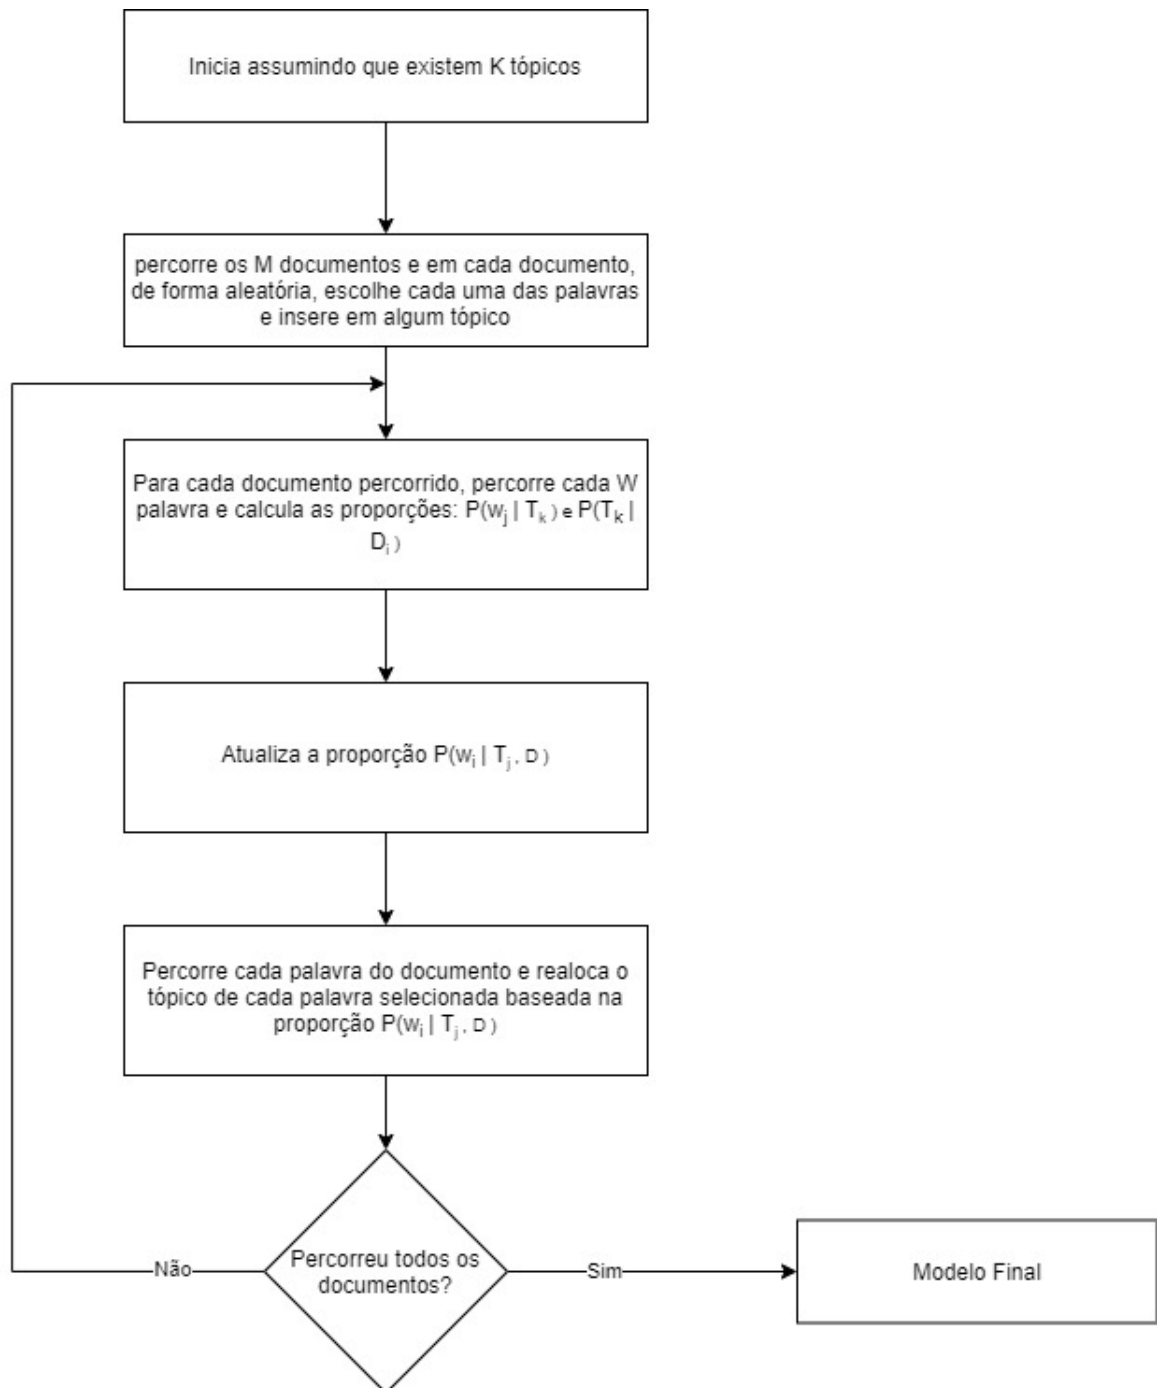 Inicia assumindo que existem K tópicos
percorre os M documentos e em cada documento,
de forma aleatória, escolhe cada uma das palavras
e insere em algum tópico
Para cada documento percorrido, percorre cada W
palavra e calcula as proporções: P(wⱼ | Tₖ) e P(Tₖ |
Dᵢ)
Atualiza a proporção P(wᵢ | Tⱼ, D)
Percorre cada palavra do documento e realoca o
tópico de cada palavra selecionada baseada na
proporção P(wᵢ | Tⱼ, D)
Não
Percorreu todos os
documentos?
Sim
Modelo Final